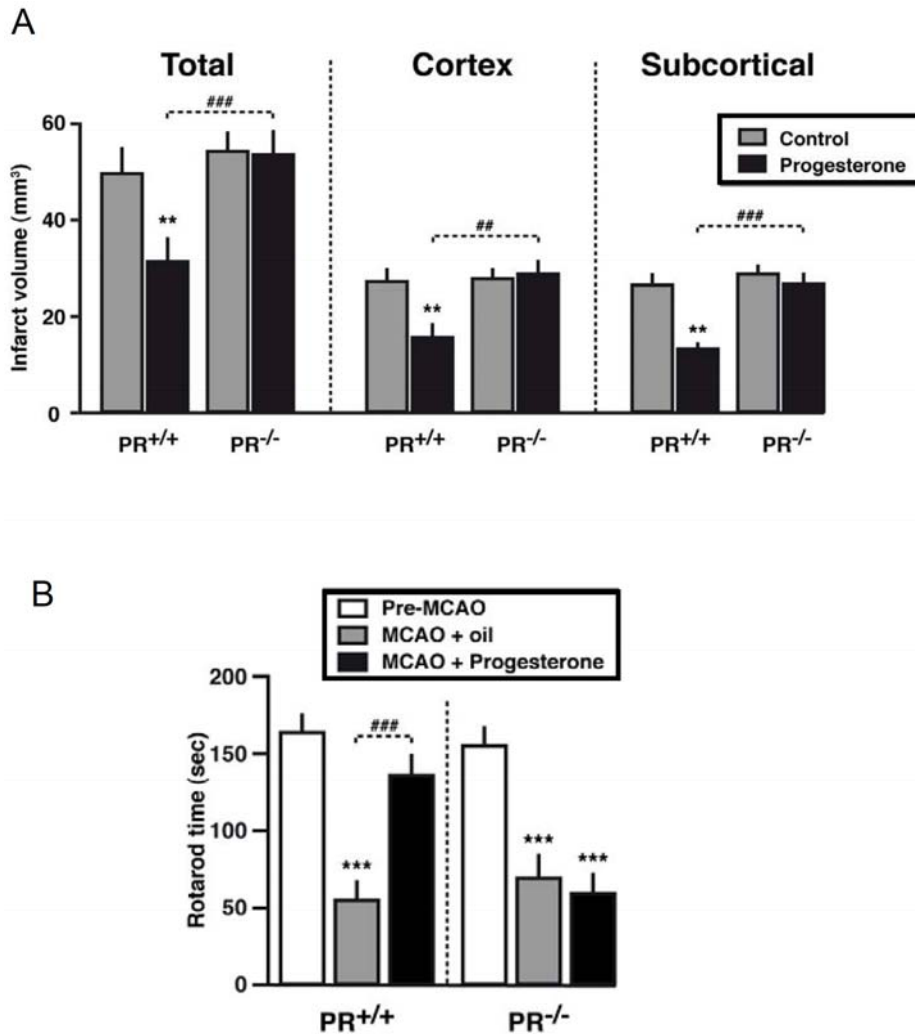 A
Total Cortex Subcortical
###
##
###
Control
Progesterone
Infarct volume (mm³)
60
40
20
0
**
**
**
PR+/+ PR-/- PR+/+ PR-/- PR+/+ PR-/-
B
Pre-MCAO
MCAO + oil
MCAO + Progesterone
Rotarod time (sec)
200
150
100
50
0
###
***
***
***
PR+/+ PR-/-